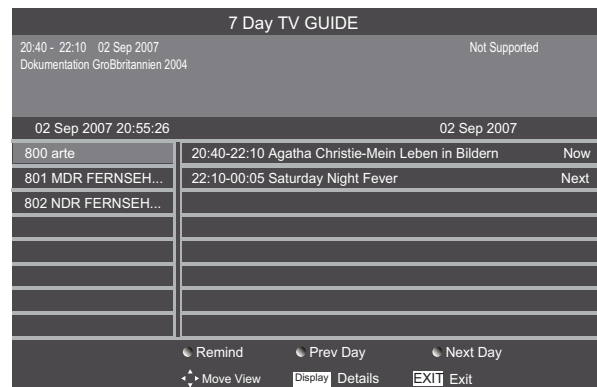 7 Day TV GUIDE
20:40 - 22:10 02 Sep 2007 Not Supported
Dokumentation GroBbritannien 2004
02 Sep 2007 20:55:26 02 Sep 2007
800 arte 20:40-22:10 Agatha Christie-Mein Leben in Bildern Now
801 MDR FERNSEH... 22:10-00:05 Saturday Night Fever Next
802 NDR FERNSEH...
Remind Prev Day Next Day
Move View Display Details EXIT Exit